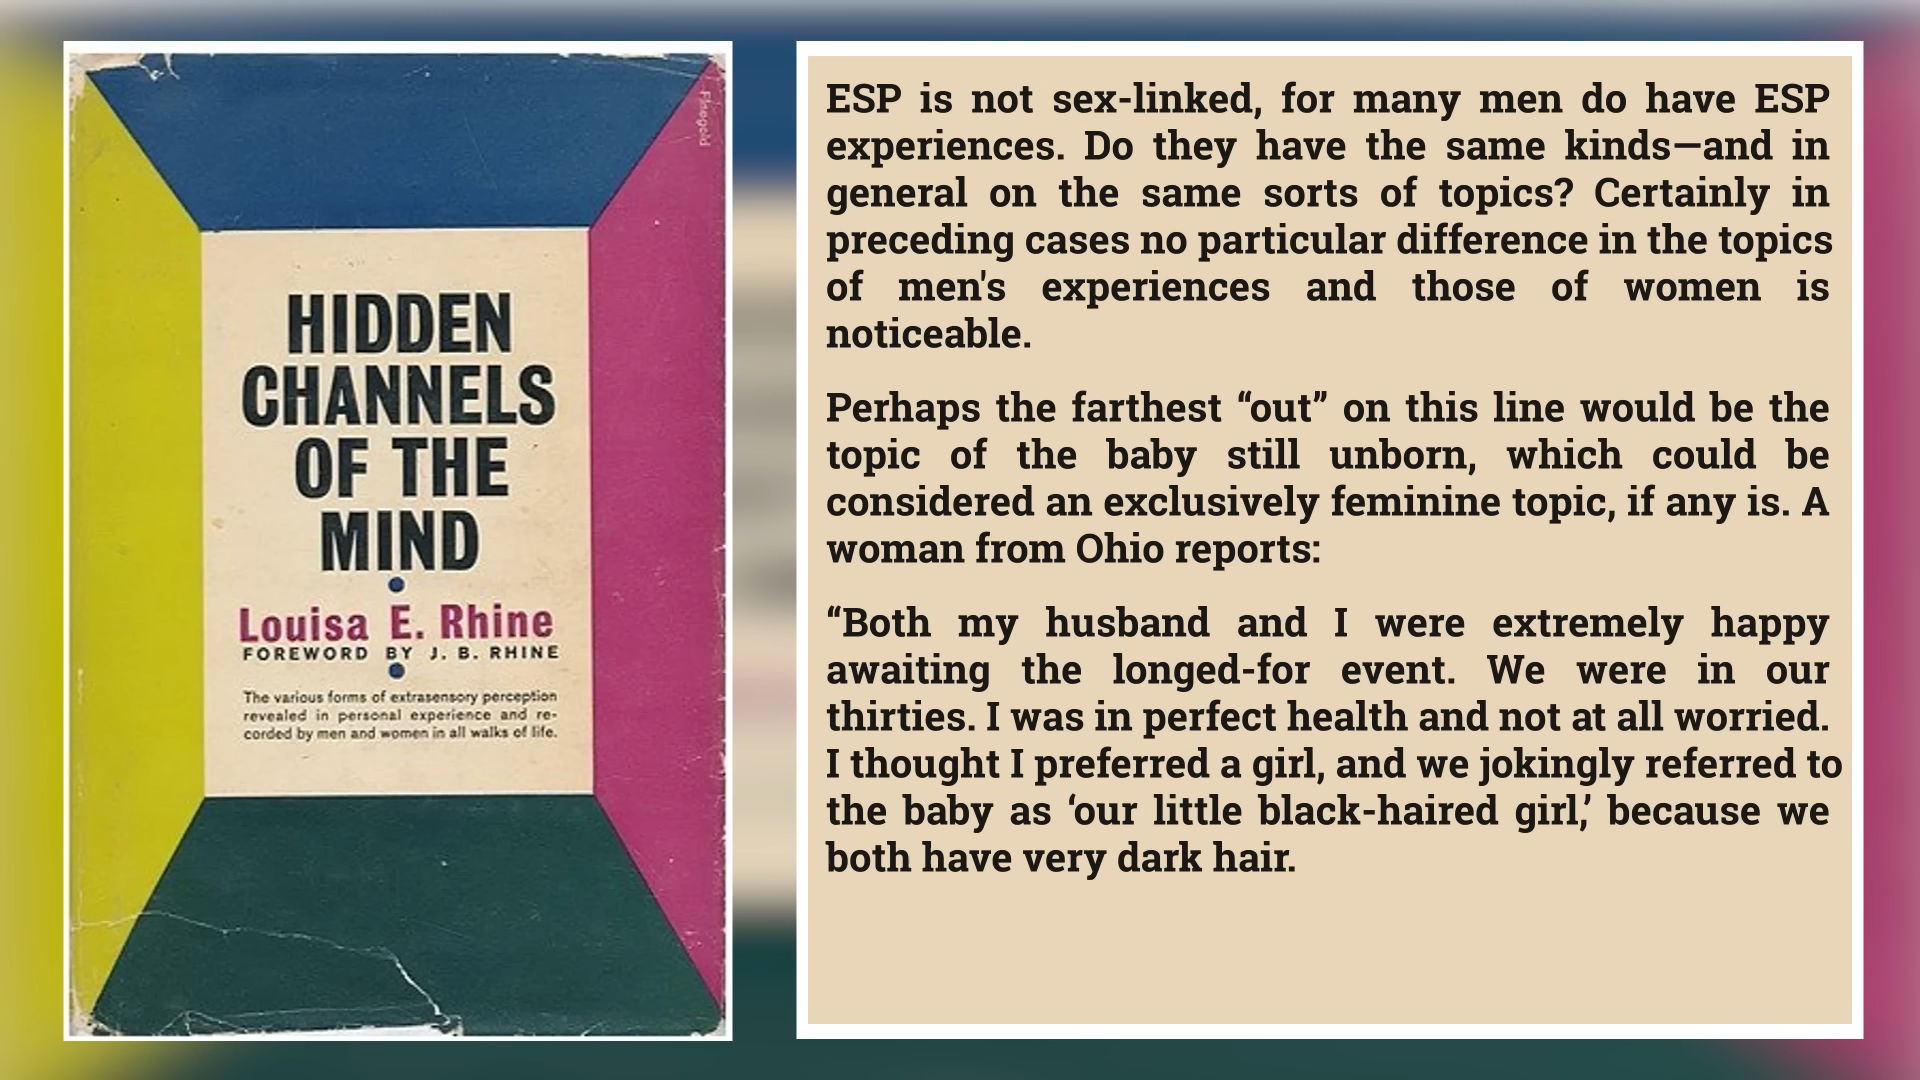 Finegold
HIDDEN
CHANNELS
OF THE
MIND
Louisa E. Rhine
FOREWORD BY J. B. RHINE
The various forms of extrasensory perception
revealed in personal experience and re-
corded by men and women in all walks of life.
ESP is not sex-linked, for many men do have ESP
experiences. Do they have the same kinds—and in
general on the same sorts of topics? Certainly in
preceding cases no particular difference in the topics
of men's experiences and those of women is
noticeable.
Perhaps the farthest “out” on this line would be the
topic of the baby still unborn, which could be
considered an exclusively feminine topic, if any is. A
woman from Ohio reports:
“Both my husband and I were extremely happy
awaiting the longed-for event. We were in our
thirties. I was in perfect health and not at all worried.
I thought I preferred a girl, and we jokingly referred to
the baby as ‘our little black-haired girl,’ because we
both have very dark hair.